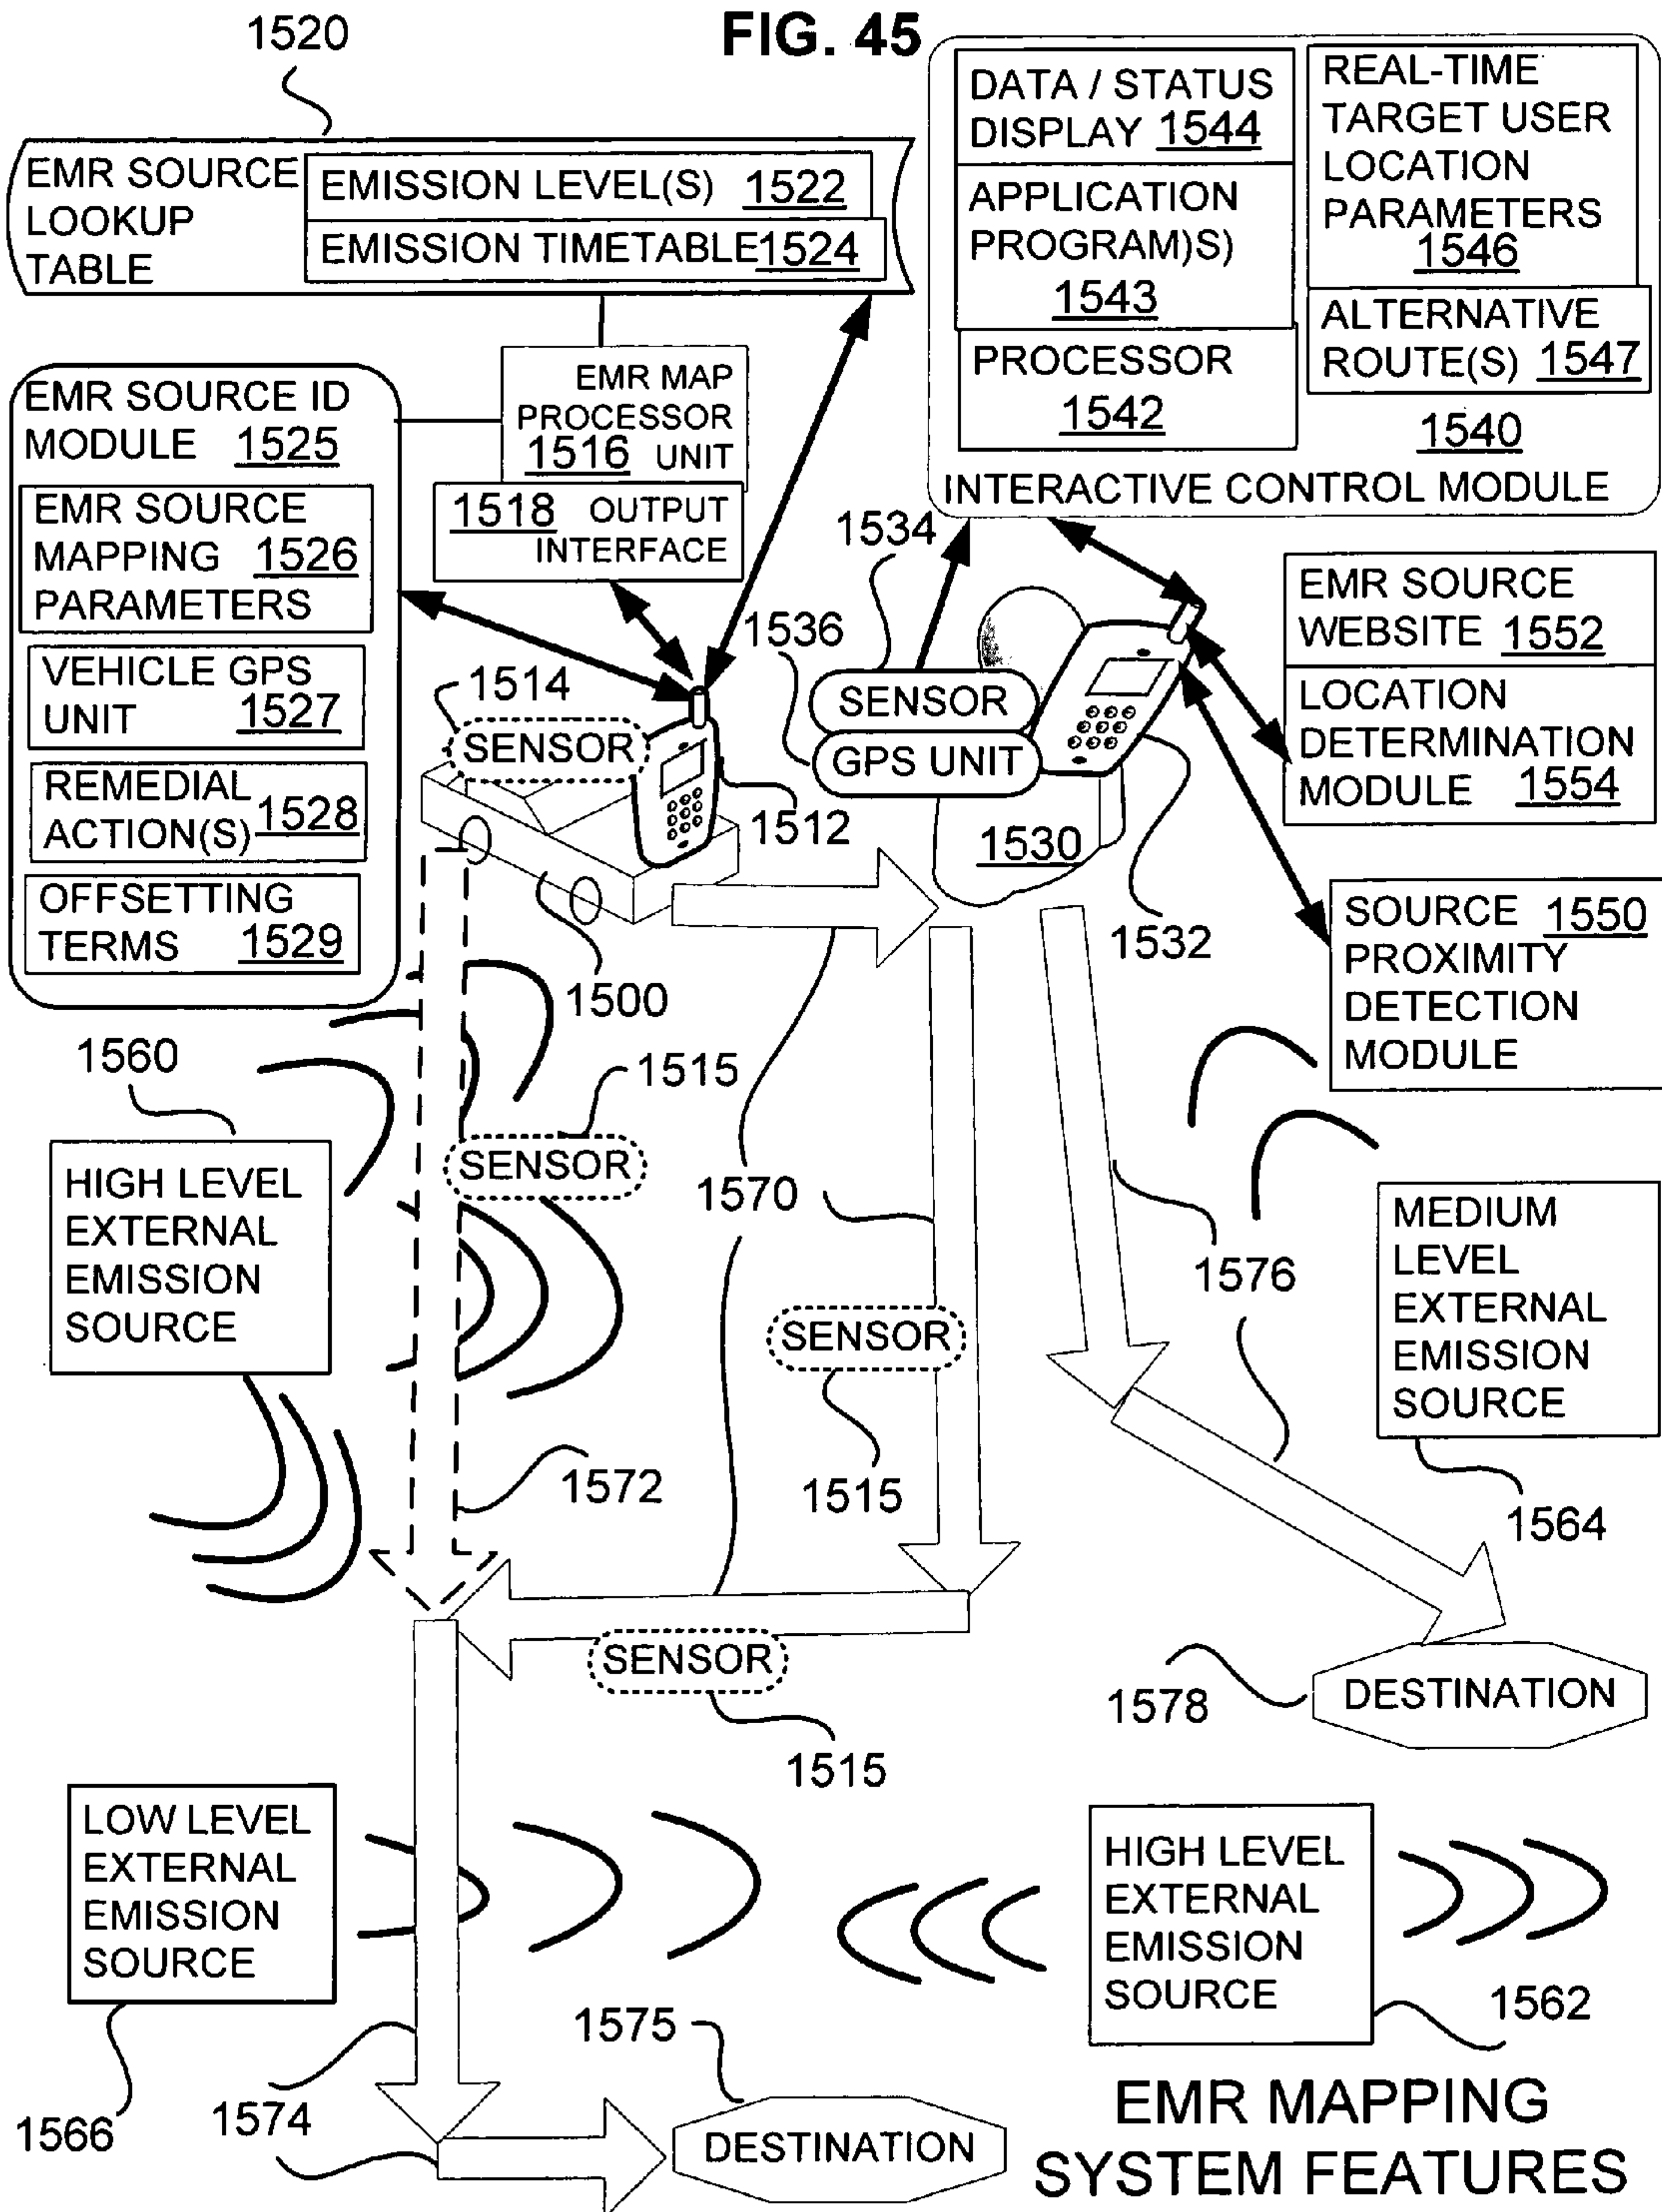 FIG. 45
1520
EMR SOURCE
LOOKUP
TABLE
EMISSION LEVEL(S) 1522
EMISSION TIMETABLE 1524
DATA / STATUS
DISPLAY 1544
APPLICATION
PROGRAM)S)
1543
PROCESSOR
1542
REAL-TIME
TARGET USER
LOCATION
PARAMETERS
1546
ALTERNATIVE
ROUTE(S) 1547
1540
INTERACTIVE CONTROL MODULE
EMR SOURCE ID
MODULE 1525
EMR SOURCE
MAPPING 1526
PARAMETERS
VEHICLE GPS
UNIT 1527
REMEDIAL
ACTION(S) 1528
OFFSETTING
TERMS 1529
EMR MAP
PROCESSOR
1516 UNIT
1518 OUTPUT
INTERFACE
1534
1536
1514
SENSOR
SENSOR
GPS UNIT
1512
1530
1532
1500
EMR SOURCE
WEBSITE 1552
LOCATION
DETERMINATION
MODULE 1554
SOURCE 1550
PROXIMITY
DETECTION
MODULE
1560
1515
SENSOR
HIGH LEVEL
EXTERNAL
EMISSION
SOURCE
1570
1576
MEDIUM
LEVEL
EXTERNAL
EMISSION
SOURCE
SENSOR
1572
1515
1564
SENSOR
1515
1578
DESTINATION
LOW LEVEL
EXTERNAL
EMISSION
SOURCE
HIGH LEVEL
EXTERNAL
EMISSION
SOURCE
1562
1575
1566
1574
DESTINATION
EMR MAPPING
SYSTEM FEATURES